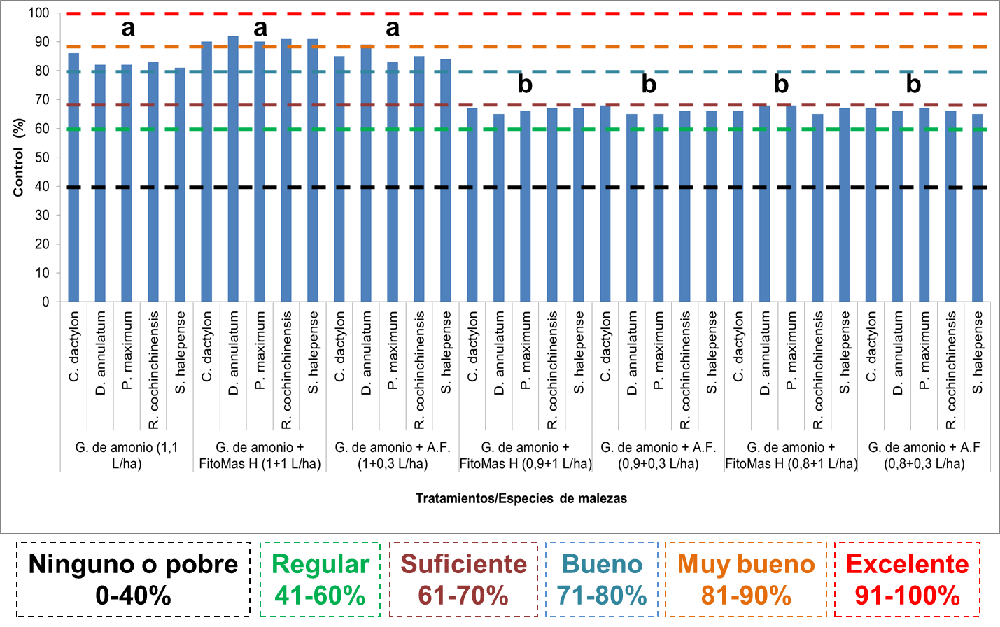 100
90
80
70
60
50
40
30
20
10
0
Control (%)
a
a
a
b
b
b
b
C. dactylon
D. annulatum
P. maximum
R. cochinchinensis
S. halepense
C. dactylon
D. annulatum
P. maximum
R. cochinchinensis
S. halepense
C. dactylon
D. annulatum
P. maximum
R. cochinchinensis
S. halepense
C. dactylon
D. annulatum
P. maximum
R. cochinchinensis
S. halepense
C. dactylon
D. annulatum
P. maximum
R. cochinchinensis
S. halepense
C. dactylon
D. annulatum
P. maximum
R. cochinchinensis
S. halepense
C. dactylon
D. annulatum
P. maximum
R. cochinchinensis
S. halepense
G. de amonio (1,1
L/ha)
G. de amonio +
FitoMas H (1+1 L/ha)
G. de amonio + A.F.
(1+0,3 L/ha)
G. de amonio +
FitoMas H (0,9+1 L/ha)
G. de amonio + A.F.
(0,9+0,3 L/ha)
G. de amonio +
FitoMas H (0,8+1 L/ha)
G. de amonio + A.F
(0,8+0,3 L/ha)
Tratamientos/Especies de malezas
Ninguno o pobre
0-40%
Regular
41-60%
Suficiente
61-70%
Bueno
71-80%
Muy bueno
81-90%
Excelente
91-100%